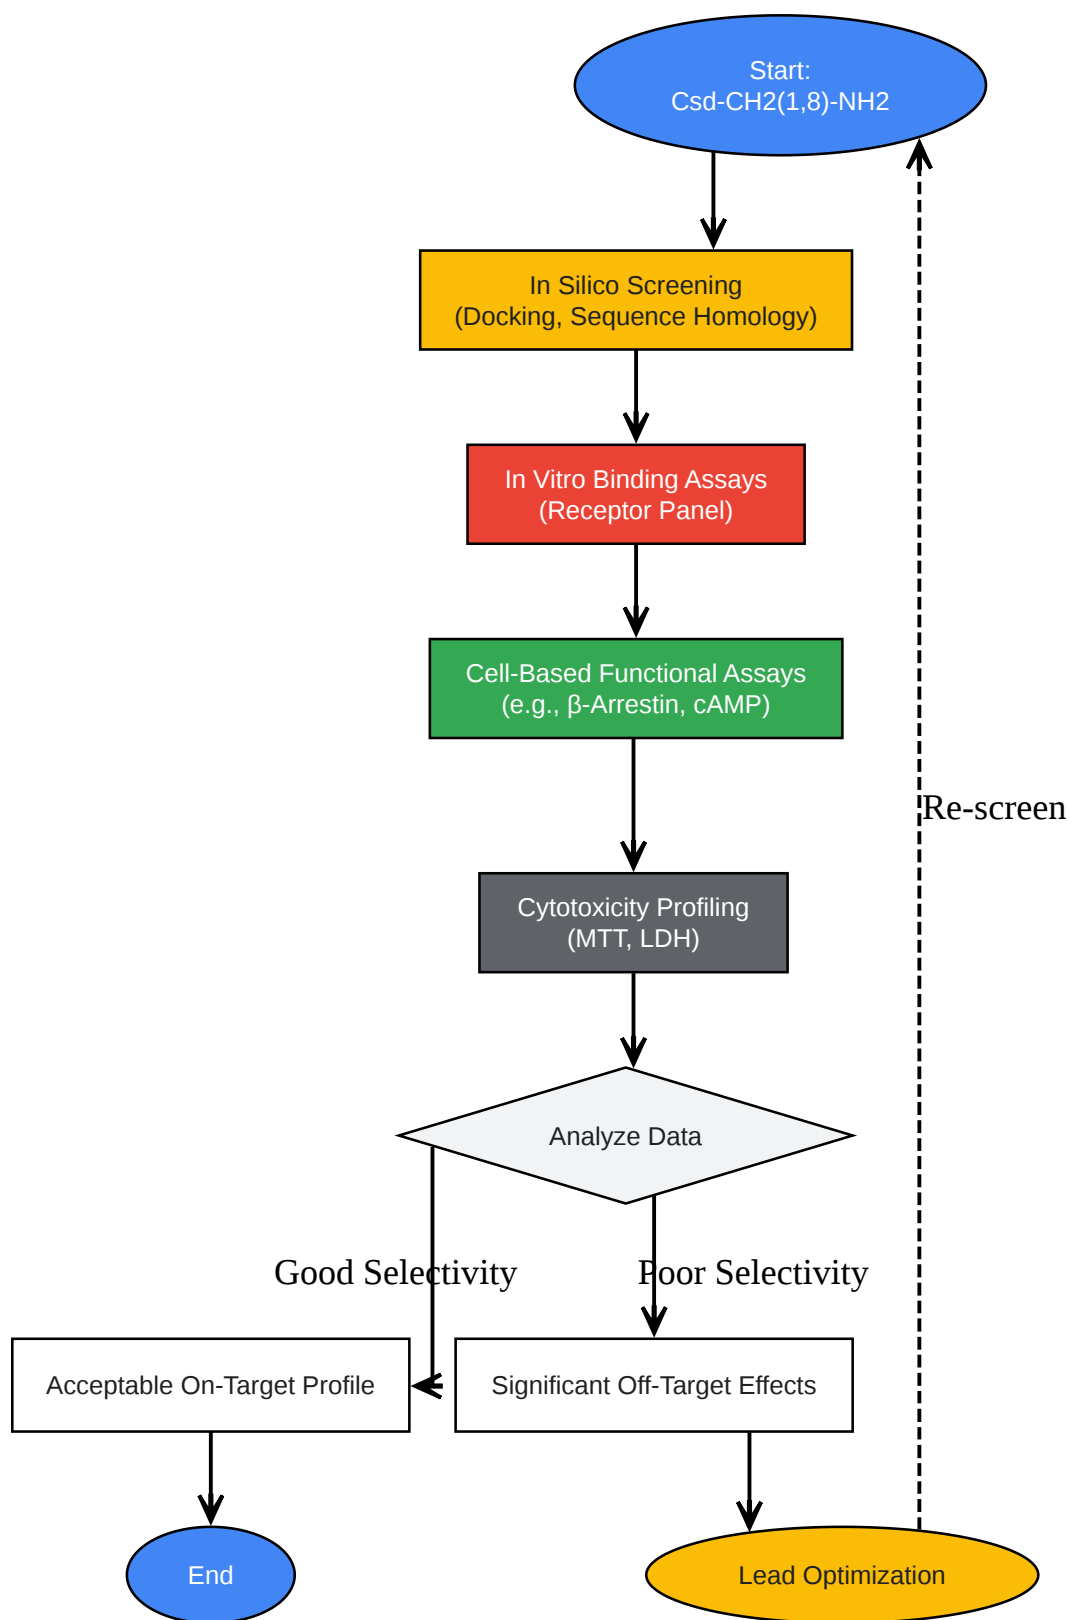 Start:
Csd-CH2(1,8)-NH2
In Silico Screening
(Docking, Sequence Homology)
In Vitro Binding Assays
(Receptor Panel)
Cell-Based Functional Assays
(e.g., β-Arrestin, cAMP)
Re-screen
Cytotoxicity Profiling
(MTT, LDH)
Analyze Data
Good Selectivity
Poor Selectivity
Acceptable On-Target Profile
Significant Off-Target Effects
End
Lead Optimization